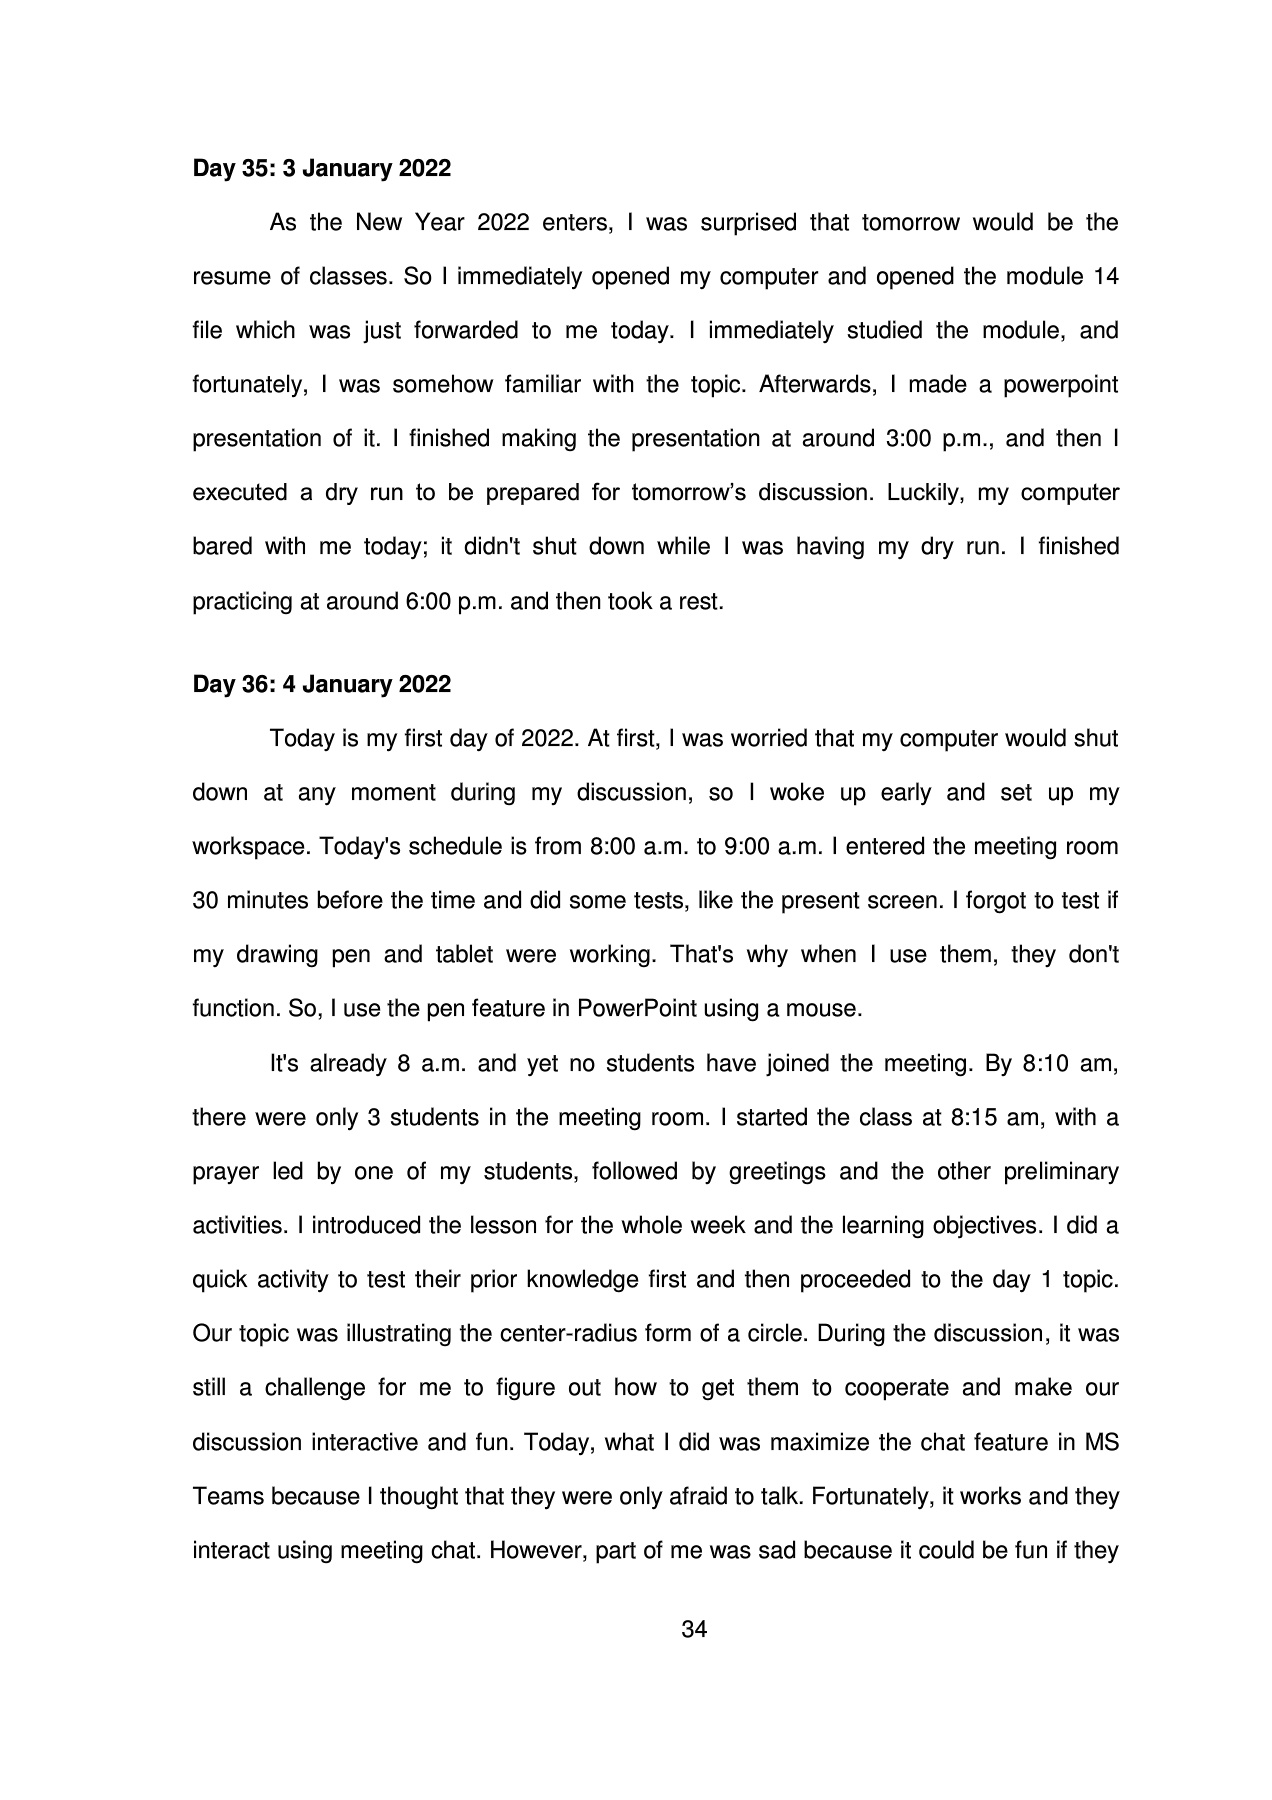 Day 35: 3 January 2022
As the New Year 2022 enters, I was surprised that tomorrow would be the
resume of classes. So I immediately opened my computer and opened the module 14
file which was just forwarded to me today. I immediately studied the module, and
fortunately, I was somehow familiar with the topic. Afterwards, I made a powerpoint
presentation of it. I finished making the presentation at around 3:00 p.m., and then I
executed a dry run to be prepared for tomorrow’s discussion. Luckily, my computer
bared with me today; it didn't shut down while I was having my dry run. I finished
practicing at around 6:00 p.m. and then took a rest.
Day 36: 4 January 2022
Today is my first day of 2022. At first, I was worried that my computer would shut
down at any moment during my discussion, so I woke up early and set up my
workspace. Today's schedule is from 8:00 a.m. to 9:00 a.m. I entered the meeting room
30 minutes before the time and did some tests, like the present screen. I forgot to test if
my drawing pen and tablet were working. That's why when I use them, they don't
function. So, I use the pen feature in PowerPoint using a mouse.
It's already 8 a.m. and yet no students have joined the meeting. By 8:10 am,
there were only 3 students in the meeting room. I started the class at 8:15 am, with a
prayer led by one of my students, followed by greetings and the other preliminary
activities. I introduced the lesson for the whole week and the learning objectives. I did a
quick activity to test their prior knowledge first and then proceeded to the day 1 topic.
Our topic was illustrating the center-radius form of a circle. During the discussion, it was
still a challenge for me to figure out how to get them to cooperate and make our
discussion interactive and fun. Today, what I did was maximize the chat feature in MS
Teams because I thought that they were only afraid to talk. Fortunately, it works and they
interact using meeting chat. However, part of me was sad because it could be fun if they
34